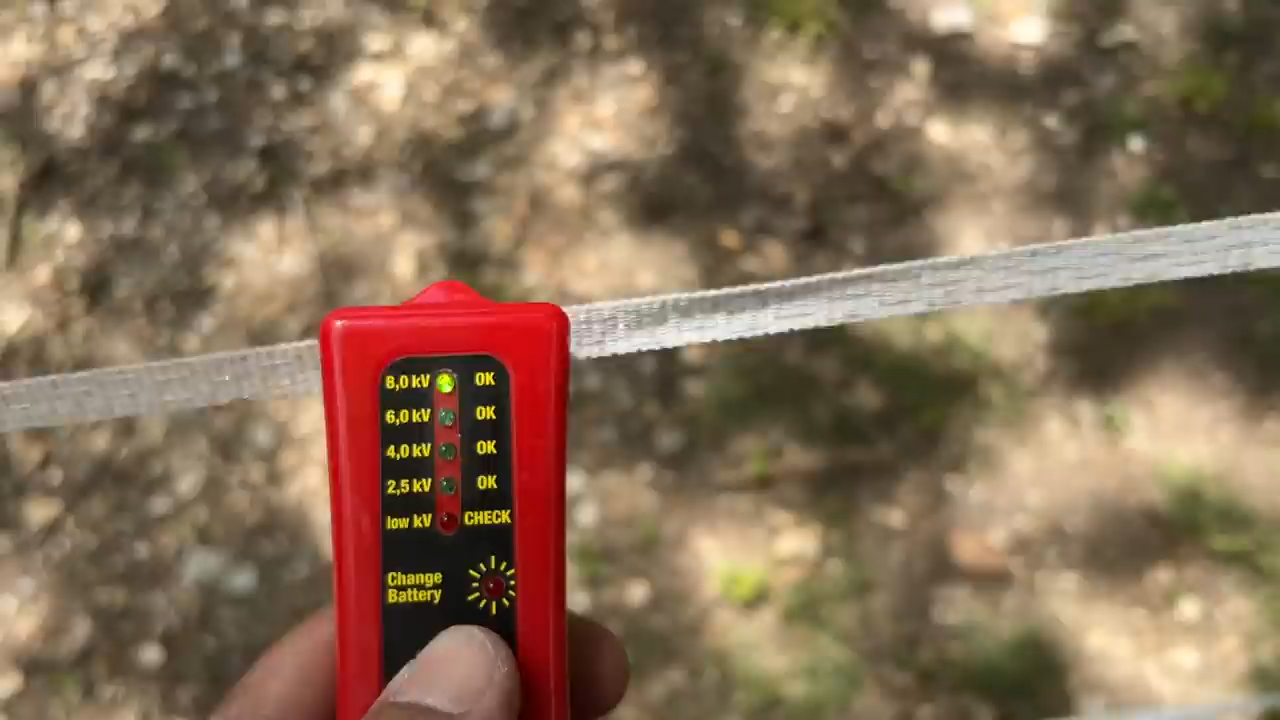 8,0 kV OK
6,0 kV OK
4,0 kV OK
2,5 kV OK
low kV CHECK
Change
Battery